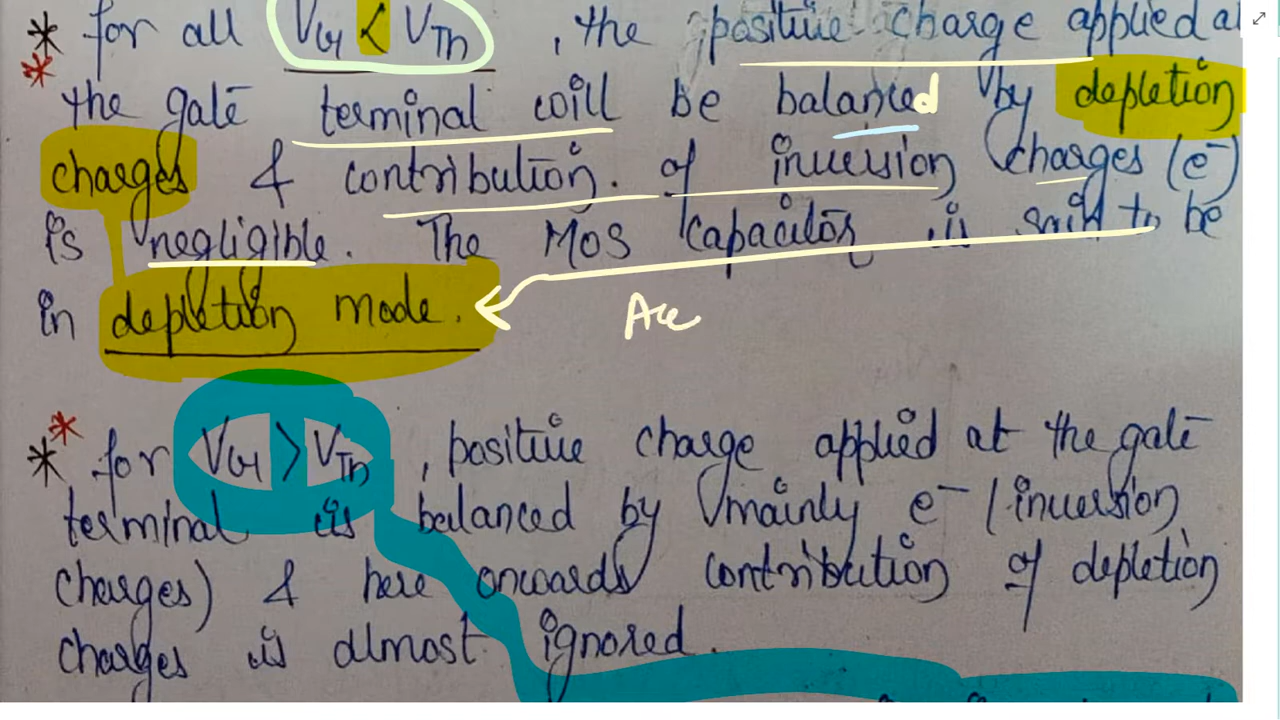 ** for all VG < VTh , the positive charge applied a
the gate terminal will be balanced by depletion
charges & contribution. of inversion charges (e-)
is negligible. The MOS capacitor is said to be
in depletion mode.
** for VG > VTh , positive charge applied at the gate
terminal is balanced by mainly e- (inversion
charges) & here onwards contribution of depletion
charges is almost ignored.